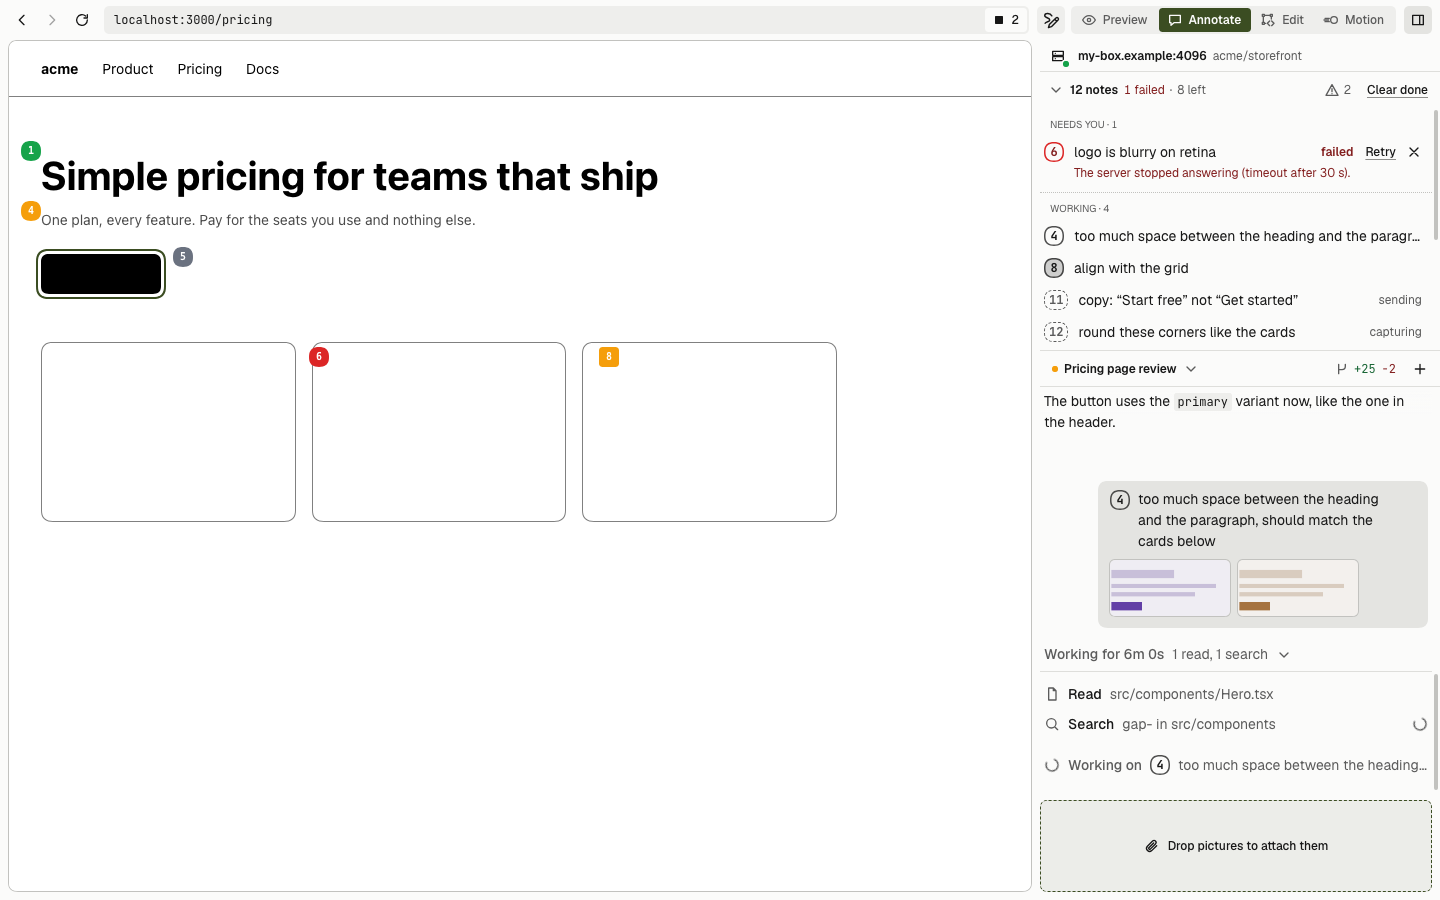 localhost:3000/pricing
2
Preview
Annotate
Edit
Motion
acme
Product
Pricing
Docs
1
Simple pricing for teams that ship
4
One plan, every feature. Pay for the seats you use and nothing else.
5
6
8
my-box.example:4096 acme/storefront
12 notes 1 failed · 8 left
2
Clear done
NEEDS YOU · 1
6 logo is blurry on retina failed Retry
The server stopped answering (timeout after 30 s).
WORKING · 4
4 too much space between the heading and the paragr…
8 align with the grid
11 copy: “Start free” not “Get started” sending
12 round these corners like the cards capturing
Pricing page review +25 -2
The button uses the primary variant now, like the one in
the header.
4 too much space between the heading
and the paragraph, should match the
cards below
Working for 6m 0s 1 read, 1 search
Read src/components/Hero.tsx
Search gap- in src/components
Working on 4 too much space between the heading…
Drop pictures to attach them